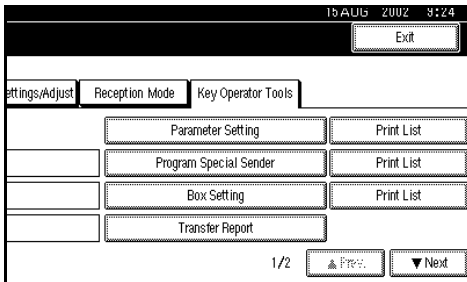 15 AUG 2002 9:24
Exit
ettings/Adjust Reception Mode Key Operator Tools
Parameter Setting Print List
Program Special Sender Print List
Box Setting Print List
Transfer Report
1/2 ▲ Prev. ▼ Next